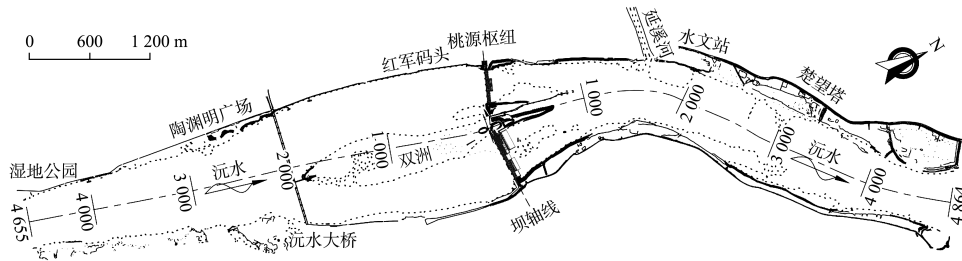 0 600 1 200 m
延溪河
水文站
N
桃源枢纽
红军码头
楚望塔
陶渊明广场
1 000
2 000
湿地公园
1 000
双洲
3 000
沅水
2 000
沅水
3 000
4 000
4 000
4 655
4 864
坝轴线
沅水大桥